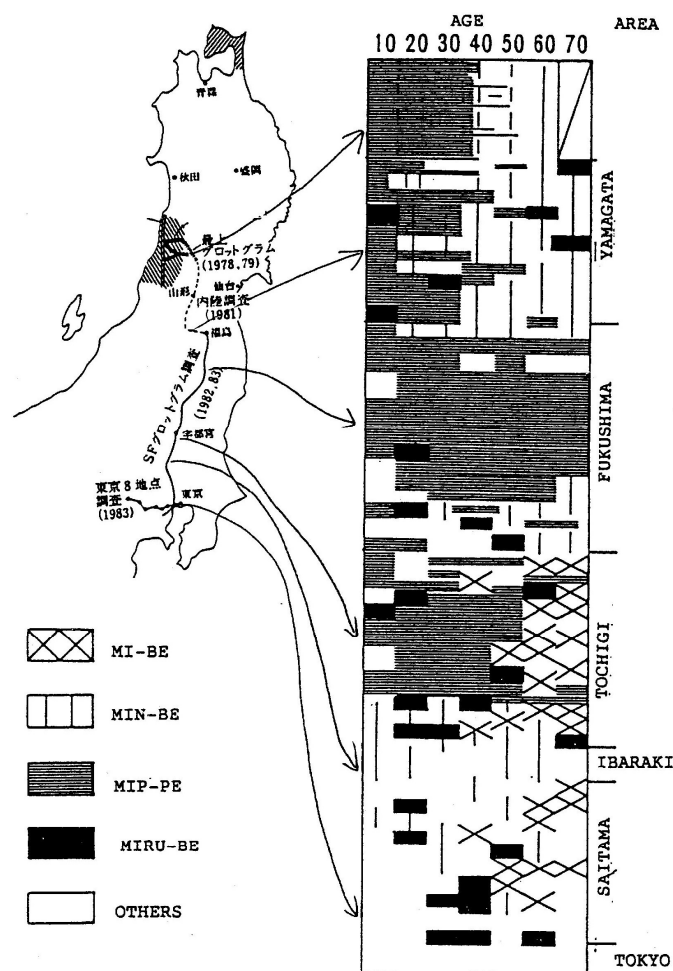 AGE
AREA
10 20 30 40 50 60 70
青森
秋田
盛岡
最上
グロットグラム
(1978,79)
仙台
山形
内陸調査
(1981)
福島
SFグロットグラム調査
(1982,83)
宇都宮
東京8地点
調査
(1983)
東京
YAMAGATA
FUKUSHIMA
TOCHIGI
IBARAKI
SAITAMA
TOKYO
MI-BE
MIN-BE
MIP-PE
MIRU-BE
OTHERS